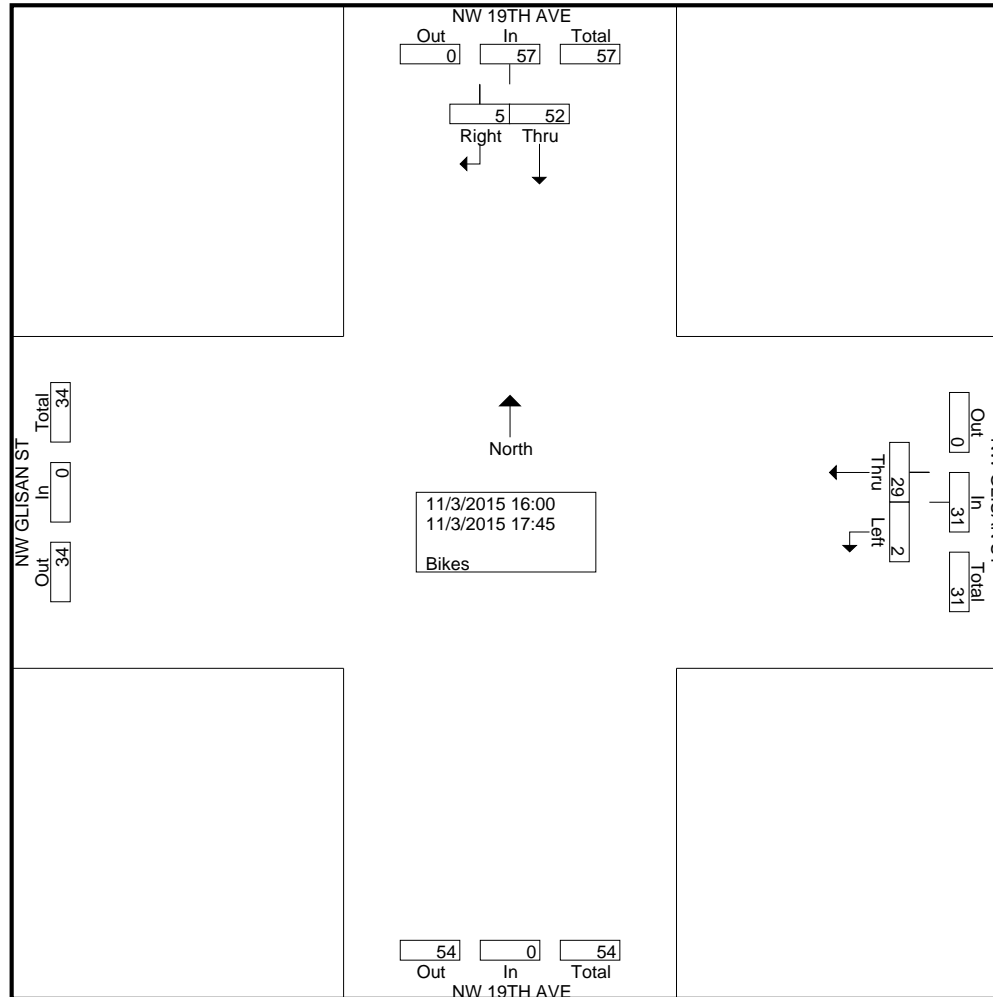 NW 19TH AVE
Out In Total
0 57 57
5 52
Right Thru
NW GLISAN ST
Out In Total
34 0 34
North
11/3/2015 16:00
11/3/2015 17:45
Bikes
Thru Left
29 2
Out In Total
0 31 31
54 0 54
Out In Total
NW 19TH AVE